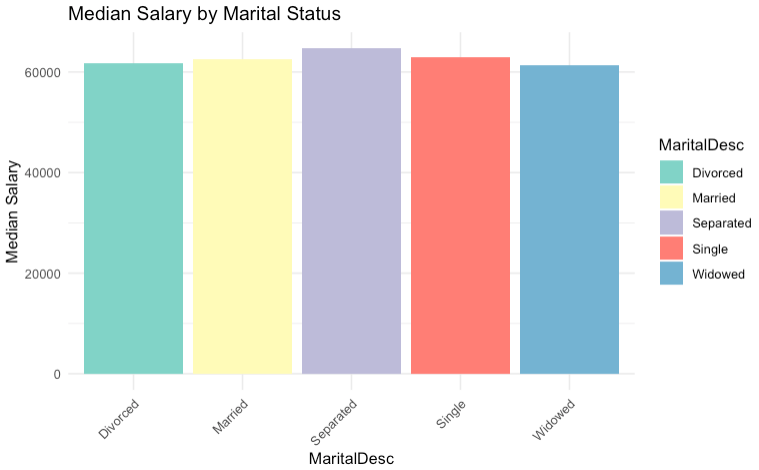 Median Salary by Marital Status
Median Salary
60000
40000
20000
0
Divorced
Married
Separated
Single
Widowed
MaritalDesc
MaritalDesc
Divorced
Married
Separated
Single
Widowed